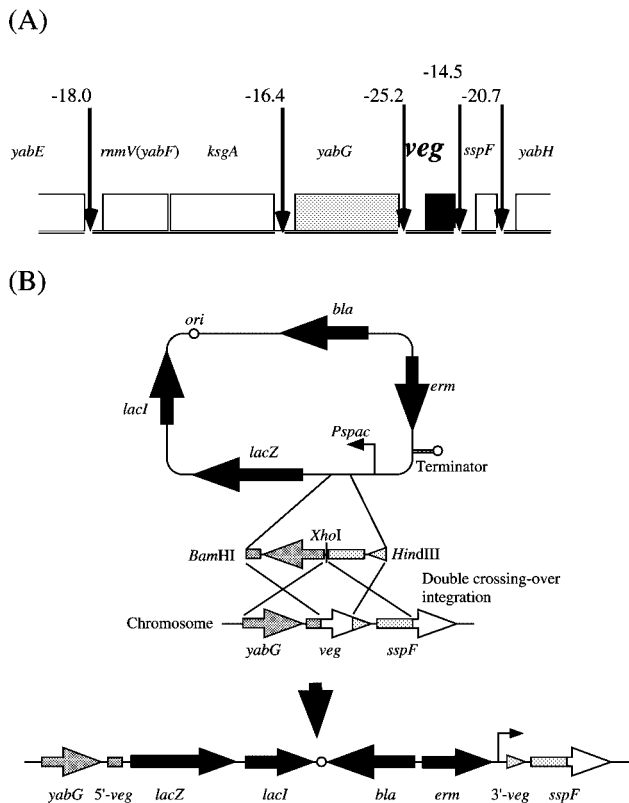 (A)
-14.5
-18.0 -16.4 -25.2 -20.7
yabE rnmV(yabF) ksgA yabG veg sspF yabH
(B)
bla
ori
erm
lacI
Pspac
lacZ
Terminator
XhoI
BamHI HindIII
Double crossing-over
integration
Chromosome
yabG veg sspF
yabG 5'-veg lacZ lacI bla erm 3'-veg sspF